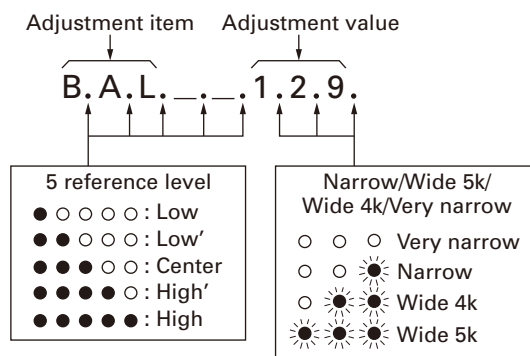 Adjustment item Adjustment value
B.A.L._._.1.2.9.
5 reference level
● ○ ○ ○ ○ : Low
● ● ○ ○ ○ : Low’
● ● ● ○ ○ : Center
● ● ● ● ○ : High’
● ● ● ● ● : High
Narrow/Wide 5k/
Wide 4k/Very narrow
○ ○ ○ Very narrow
○ ○ ● Narrow
○ ● ● Wide 4k
● ● ● Wide 5k